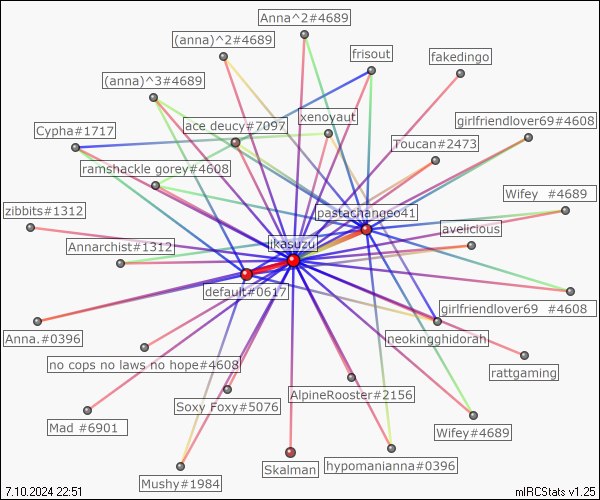 Anna^2#4689
(anna)^2#4689
frisout
fakedingo
(anna)^3#4689
xenoyaut
girlfriendlover69#4608
ace deucy#7097
Cypha#1717
Toucan#2473
ramshackle gorey#4608
Wifey #4689
zibbits#1312
pastachangeo41
avelicious
Annarchist#1312
ikasuzu
default#0617
girlfriendlover69 #4608
Anna.#0396
neokingghidorah
no cops no laws no hope#4608
rattgaming
AlpineRooster#2156
Soxy Foxy#5076
Mad #6901
Wifey#4689
Skalman
hypomanianna#0396
Mushy#1984
7.10.2024 22:51
mIRCStats v1.25